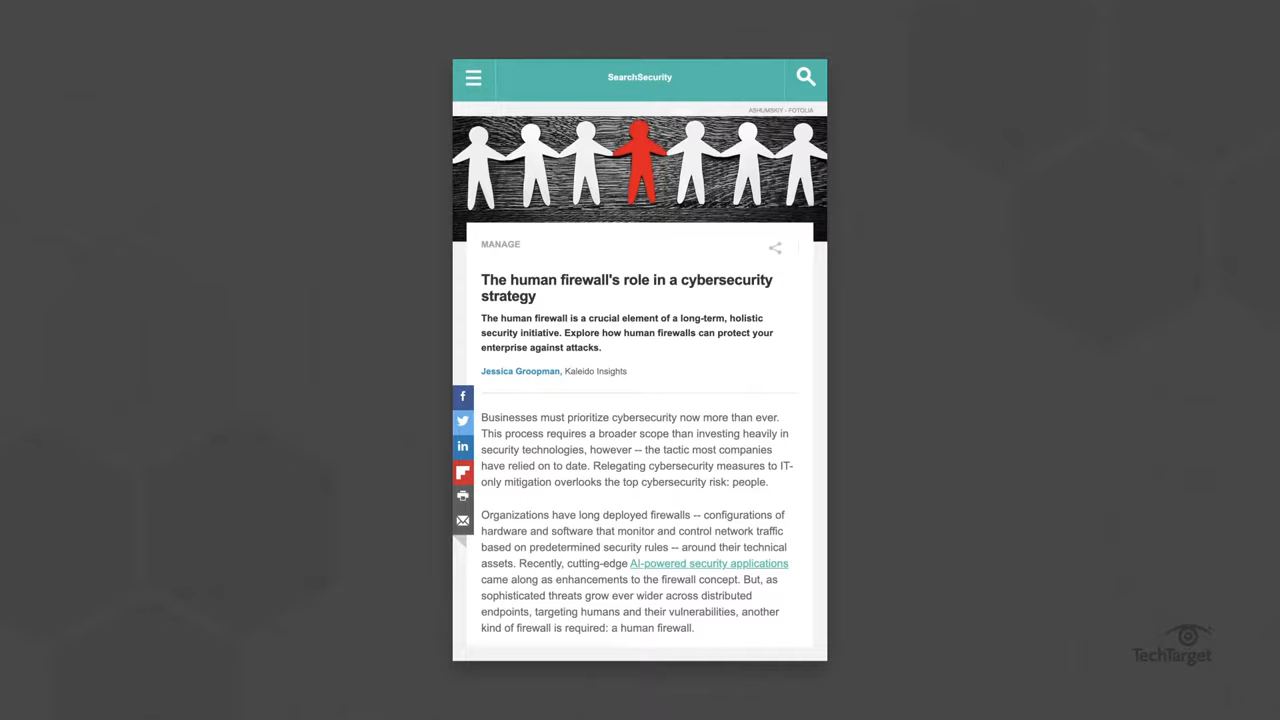 SearchSecurity
ASHUMSKIY - FOTOLIA
MANAGE
The human firewall's role in a cybersecurity
strategy
The human firewall is a crucial element of a long-term, holistic
security initiative. Explore how human firewalls can protect your
enterprise against attacks.
Jessica Groopman, Kaleido Insights
Businesses must prioritize cybersecurity now more than ever.
This process requires a broader scope than investing heavily in
security technologies, however -- the tactic most companies
have relied on to date. Relegating cybersecurity measures to IT-
only mitigation overlooks the top cybersecurity risk: people.
Organizations have long deployed firewalls -- configurations of
hardware and software that monitor and control network traffic
based on predetermined security rules -- around their technical
assets. Recently, cutting-edge AI-powered security applications
came along as enhancements to the firewall concept. But, as
sophisticated threats grow ever wider across distributed
endpoints, targeting humans and their vulnerabilities, another
kind of firewall is required: a human firewall.
TechTarget